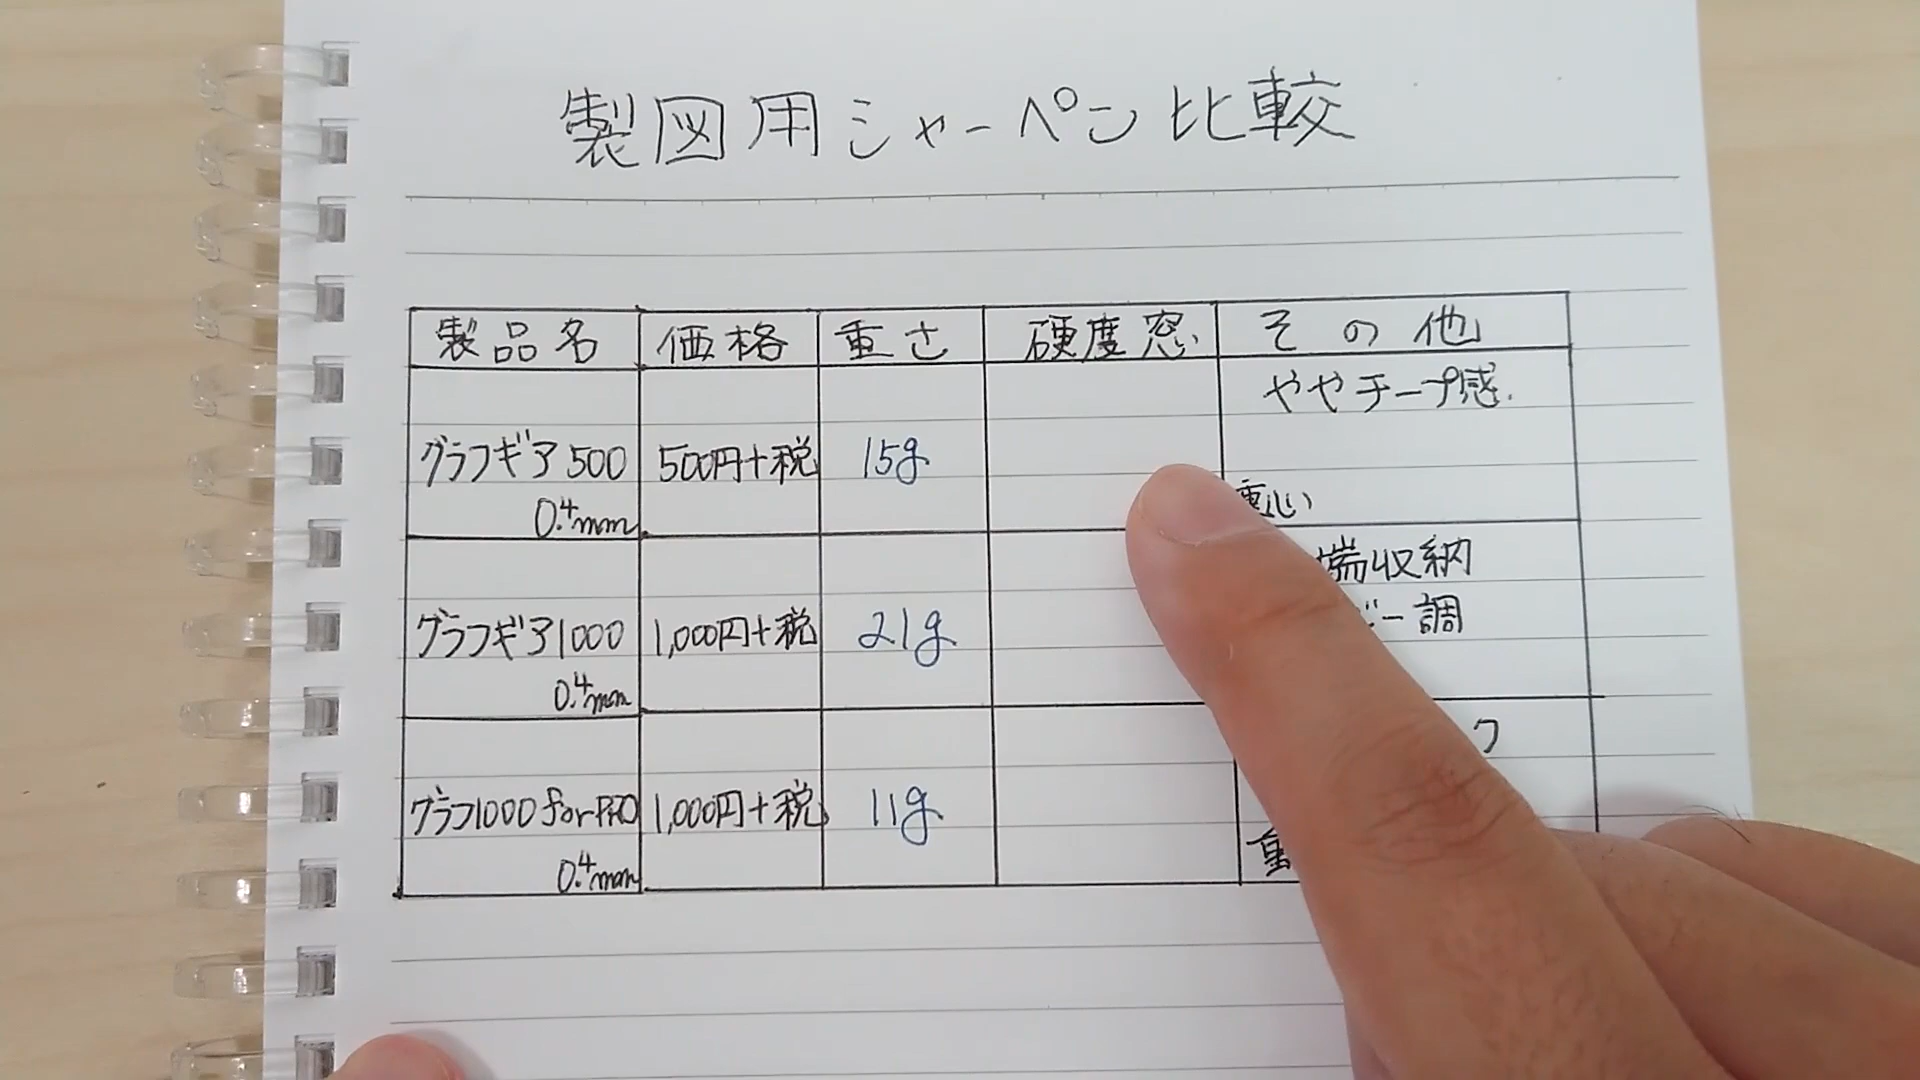 製図用シャーペン比較
製品名 価格 重さ 硬度窓 その他
ややチープ感
グラフギア500 500円+税 15g
0.4mm 重心
端収納
グラフギア1000 1,000円+税 21g ビー調
0.4mm
ク
グラフ1000 for PRO 1,000円+税 11g
0.4mm 重